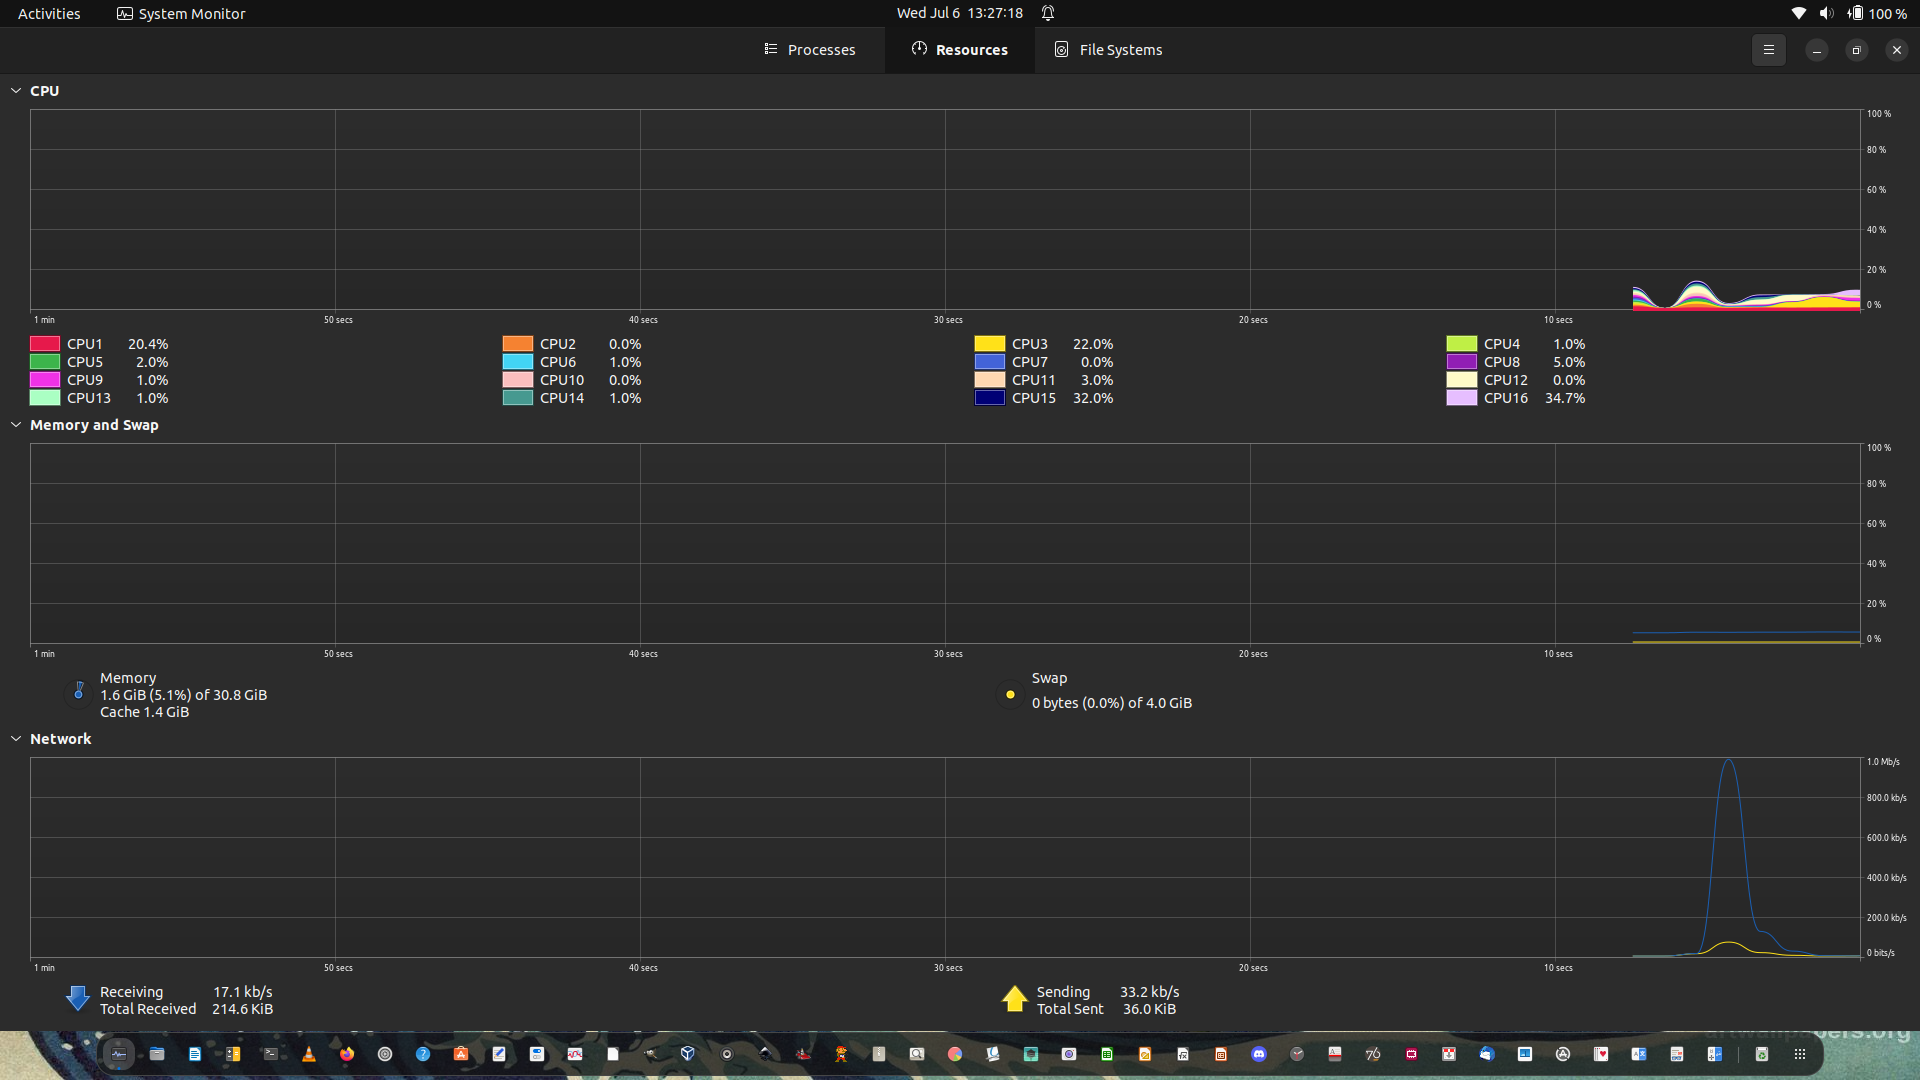 Activities System Monitor Wed Jul 6 13:27:18 100 %
Processes Resources File Systems
CPU
100 %
80 %
60 %
40 %
20 %
0 %
1 min 50 secs 40 secs 30 secs 20 secs 10 secs
CPU1 20.4% CPU2 0.0% CPU3 22.0% CPU4 1.0%
CPU5 2.0% CPU6 1.0% CPU7 0.0% CPU8 5.0%
CPU9 1.0% CPU10 0.0% CPU11 3.0% CPU12 0.0%
CPU13 1.0% CPU14 1.0% CPU15 32.0% CPU16 34.7%
Memory and Swap
100 %
80 %
60 %
40 %
20 %
0 %
1 min 50 secs 40 secs 30 secs 20 secs 10 secs
Memory
1.6 GiB (5.1%) of 30.8 GiB
Cache 1.4 GiB
Swap
0 bytes (0.0%) of 4.0 GiB
Network
1.0 Mb/s
800.0 kb/s
600.0 kb/s
400.0 kb/s
200.0 kb/s
0 bits/s
1 min 50 secs 40 secs 30 secs 20 secs 10 secs
Receiving 17.1 kb/s
Total Received 214.6 KiB
Sending 33.2 kb/s
Total Sent 36.0 KiB